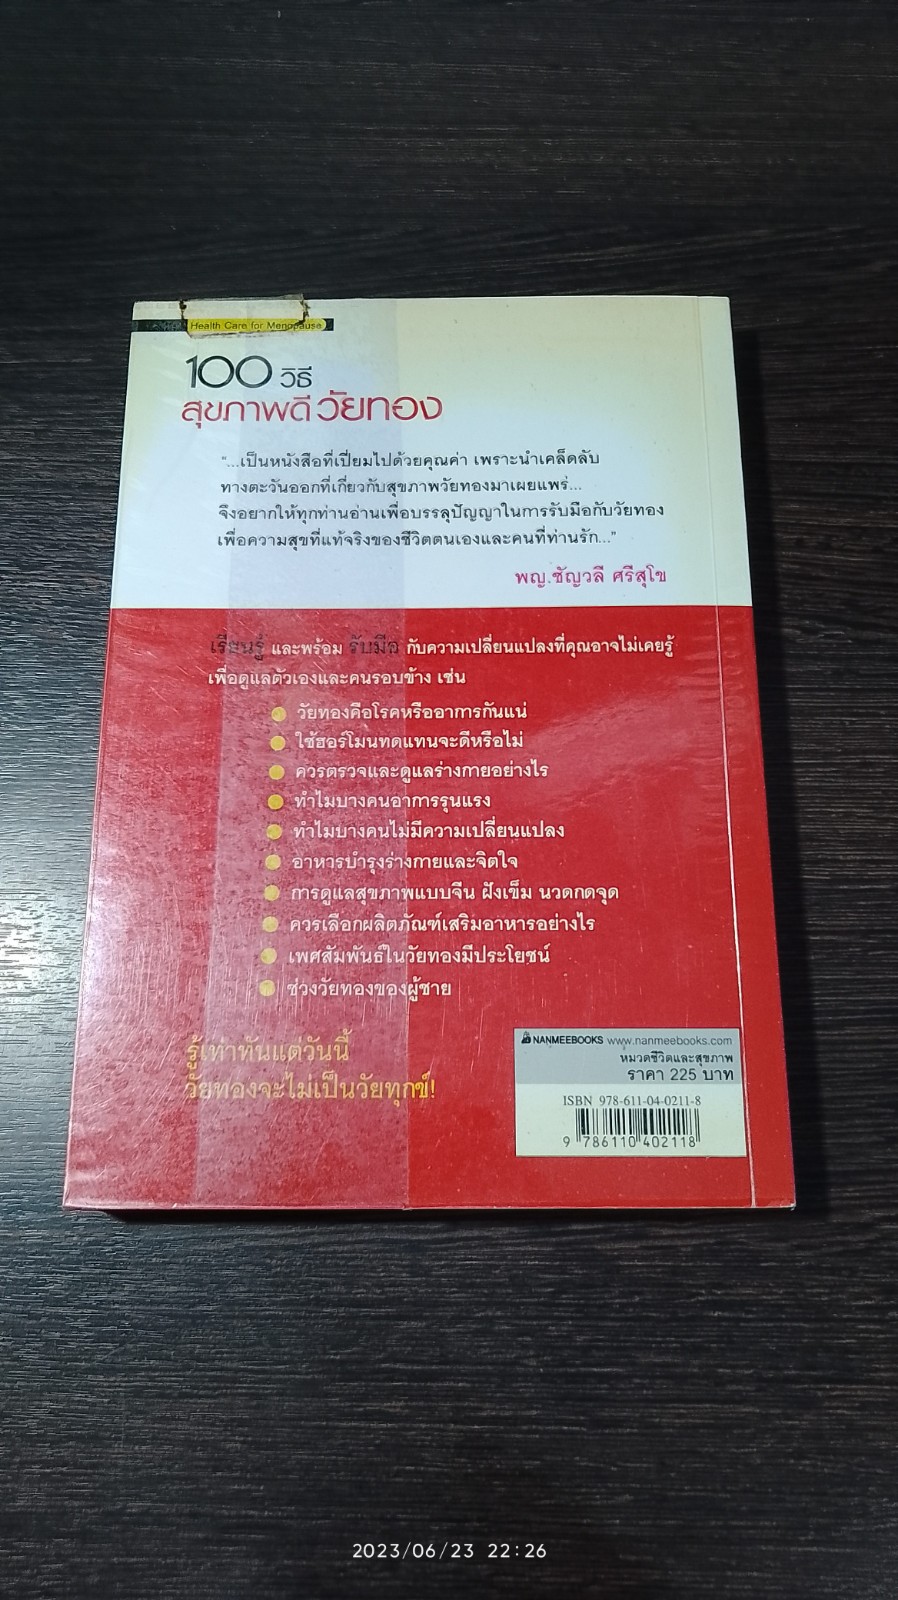 Health Care for Menopause
100 วิธี
สุขภาพดี วัยทอง
“...เป็นหนังสือที่เปี่ยมไปด้วยคุณค่า เพราะนำเคล็ดลับ
ทางตะวันออกที่เกี่ยวกับสุขภาพวัยทองมาเผยแพร่...
จึงอยากให้ทุกท่านอ่านเพื่อบรรลุปัญญาในการรับมือกับวัยทอง
เพื่อความสุขที่แท้จริงของชีวิตตนเองและคนที่ท่านรัก...”
พญ.ชัญวลี ศรีสุโข
เรียนรู้ และพร้อม รับมือ กับความเปลี่ยนแปลงที่คุณอาจไม่เคยรู้
เพื่อดูแลตัวเองและคนรอบข้าง เช่น
วัยทองคือโรคหรืออาการกันแน่
ใช้ฮอร์โมนทดแทนจะดีหรือไม่
ควรตรวจและดูแลร่างกายอย่างไร
ทำไมบางคนอาการรุนแรง
ทำไมบางคนไม่มีความเปลี่ยนแปลง
อาหารบำรุงร่างกายและจิตใจ
การดูแลสุขภาพแบบจีน ฝังเข็ม นวดกดจุด
ควรเลือกผลิตภัณฑ์เสริมอาหารอย่างไร
เพศสัมพันธ์ในวัยทองมีประโยชน์
ช่วงวัยทองของผู้ชาย
รู้เท่าทันแต่วันนี้
วัยทองจะไม่เป็นวัยทุกข์!
NANMEEBOOKS www.nanmeebooks.com
หมวดชีวิตและสุขภาพ
ราคา 225 บาท
ISBN 978-611-04-0211-8
9 786110 402118
2023/06/23 22:26